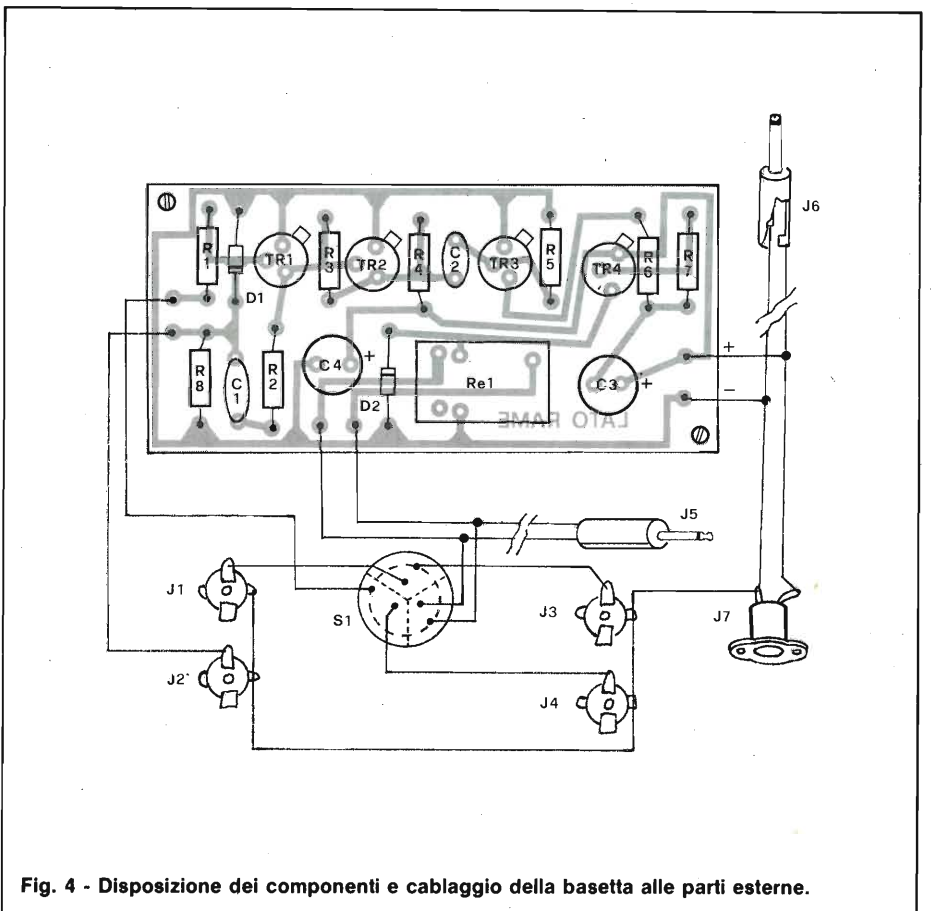 J6
R1
TR1
R3
TR2
R4
C2
TR3
R5
TR4
R6
R7
D1
R8
C1
R2
C4
+
D2
Re1
C3
+
+
−
LATO RAME
J5
J1
S1
J3
J7
J2
J4
Fig. 4 - Disposizione dei componenti e cablaggio della basetta alle parti esterne.